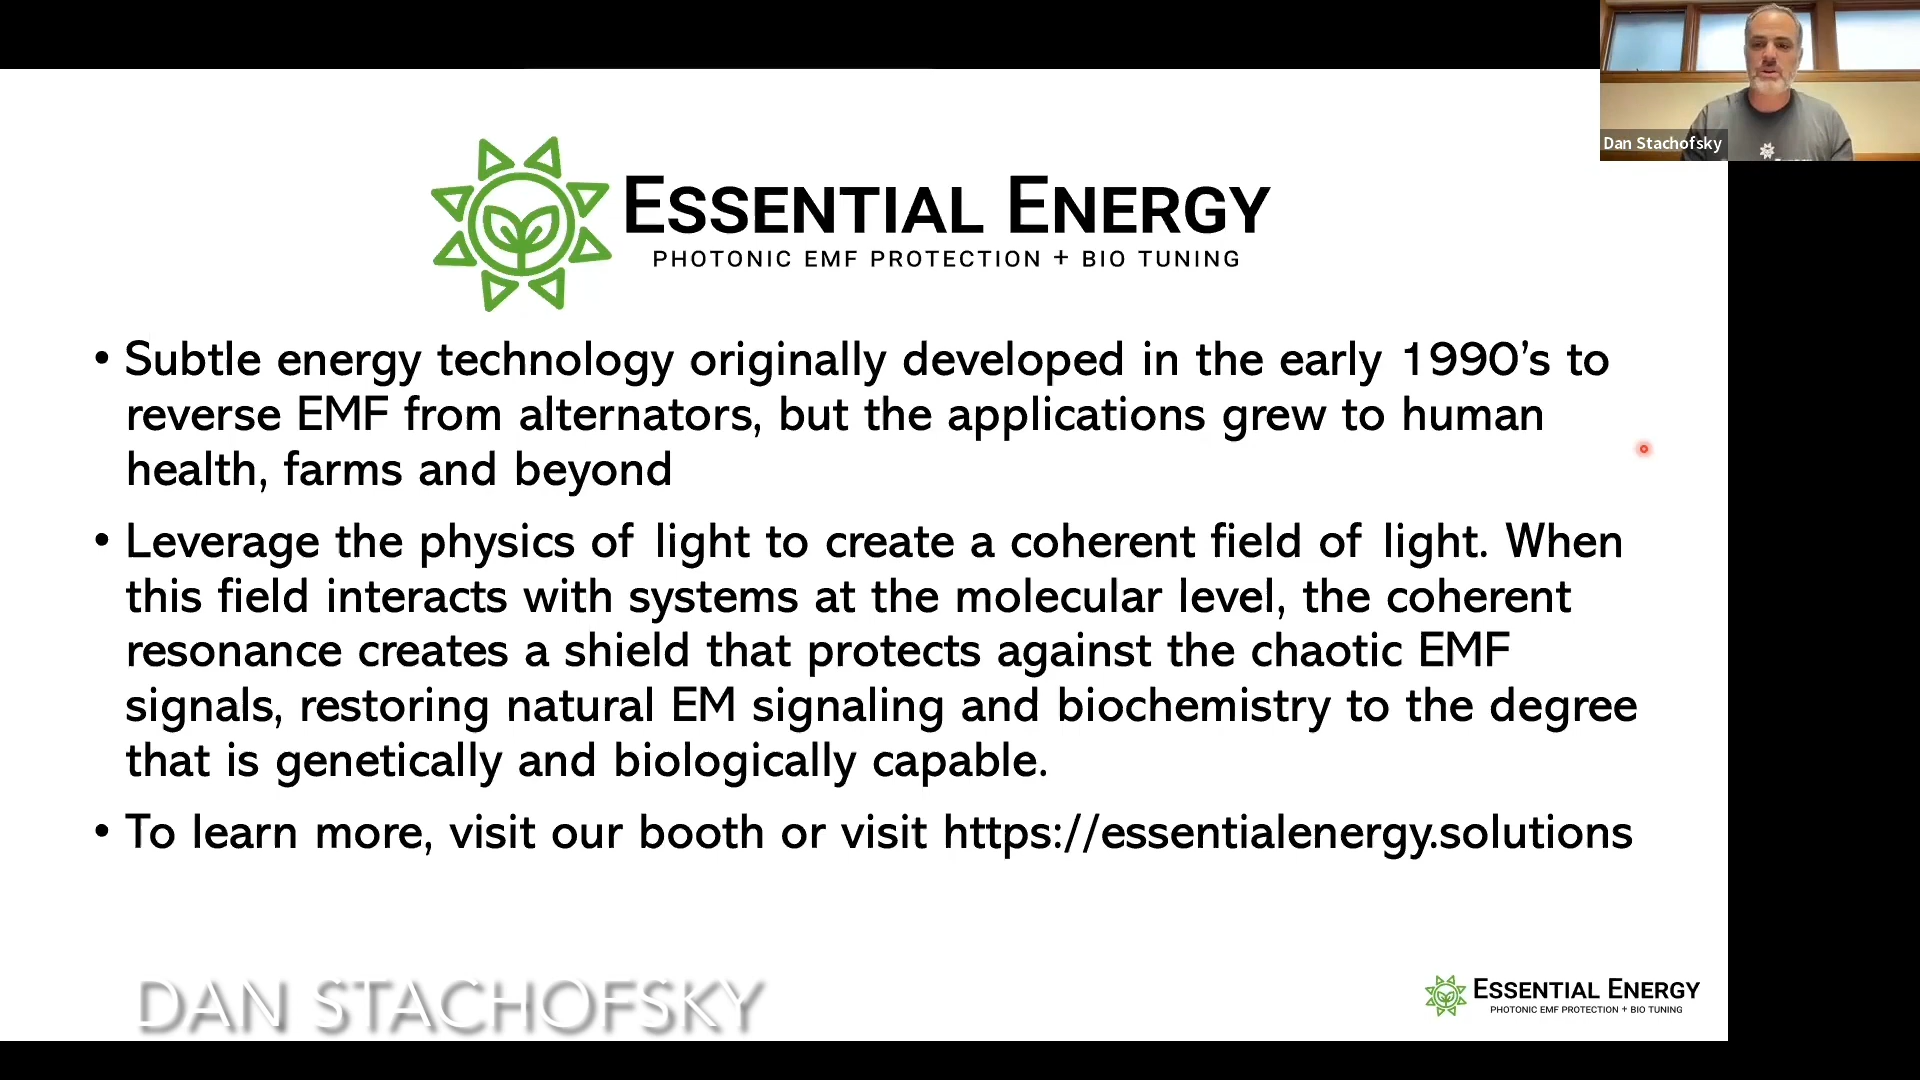 Dan Stachofsky
ESSENTIAL ENERGY
PHOTONIC EMF PROTECTION + BIO TUNING
• Subtle energy technology originally developed in the early 1990’s to
reverse EMF from alternators, but the applications grew to human
health, farms and beyond
• Leverage the physics of light to create a coherent field of light. When
this field interacts with systems at the molecular level, the coherent
resonance creates a shield that protects against the chaotic EMF
signals, restoring natural EM signaling and biochemistry to the degree
that is genetically and biologically capable.
• To learn more, visit our booth or visit https://essentialenergy.solutions
DAN STACHOFSKY
ESSENTIAL ENERGY
PHOTONIC EMF PROTECTION + BIO TUNING